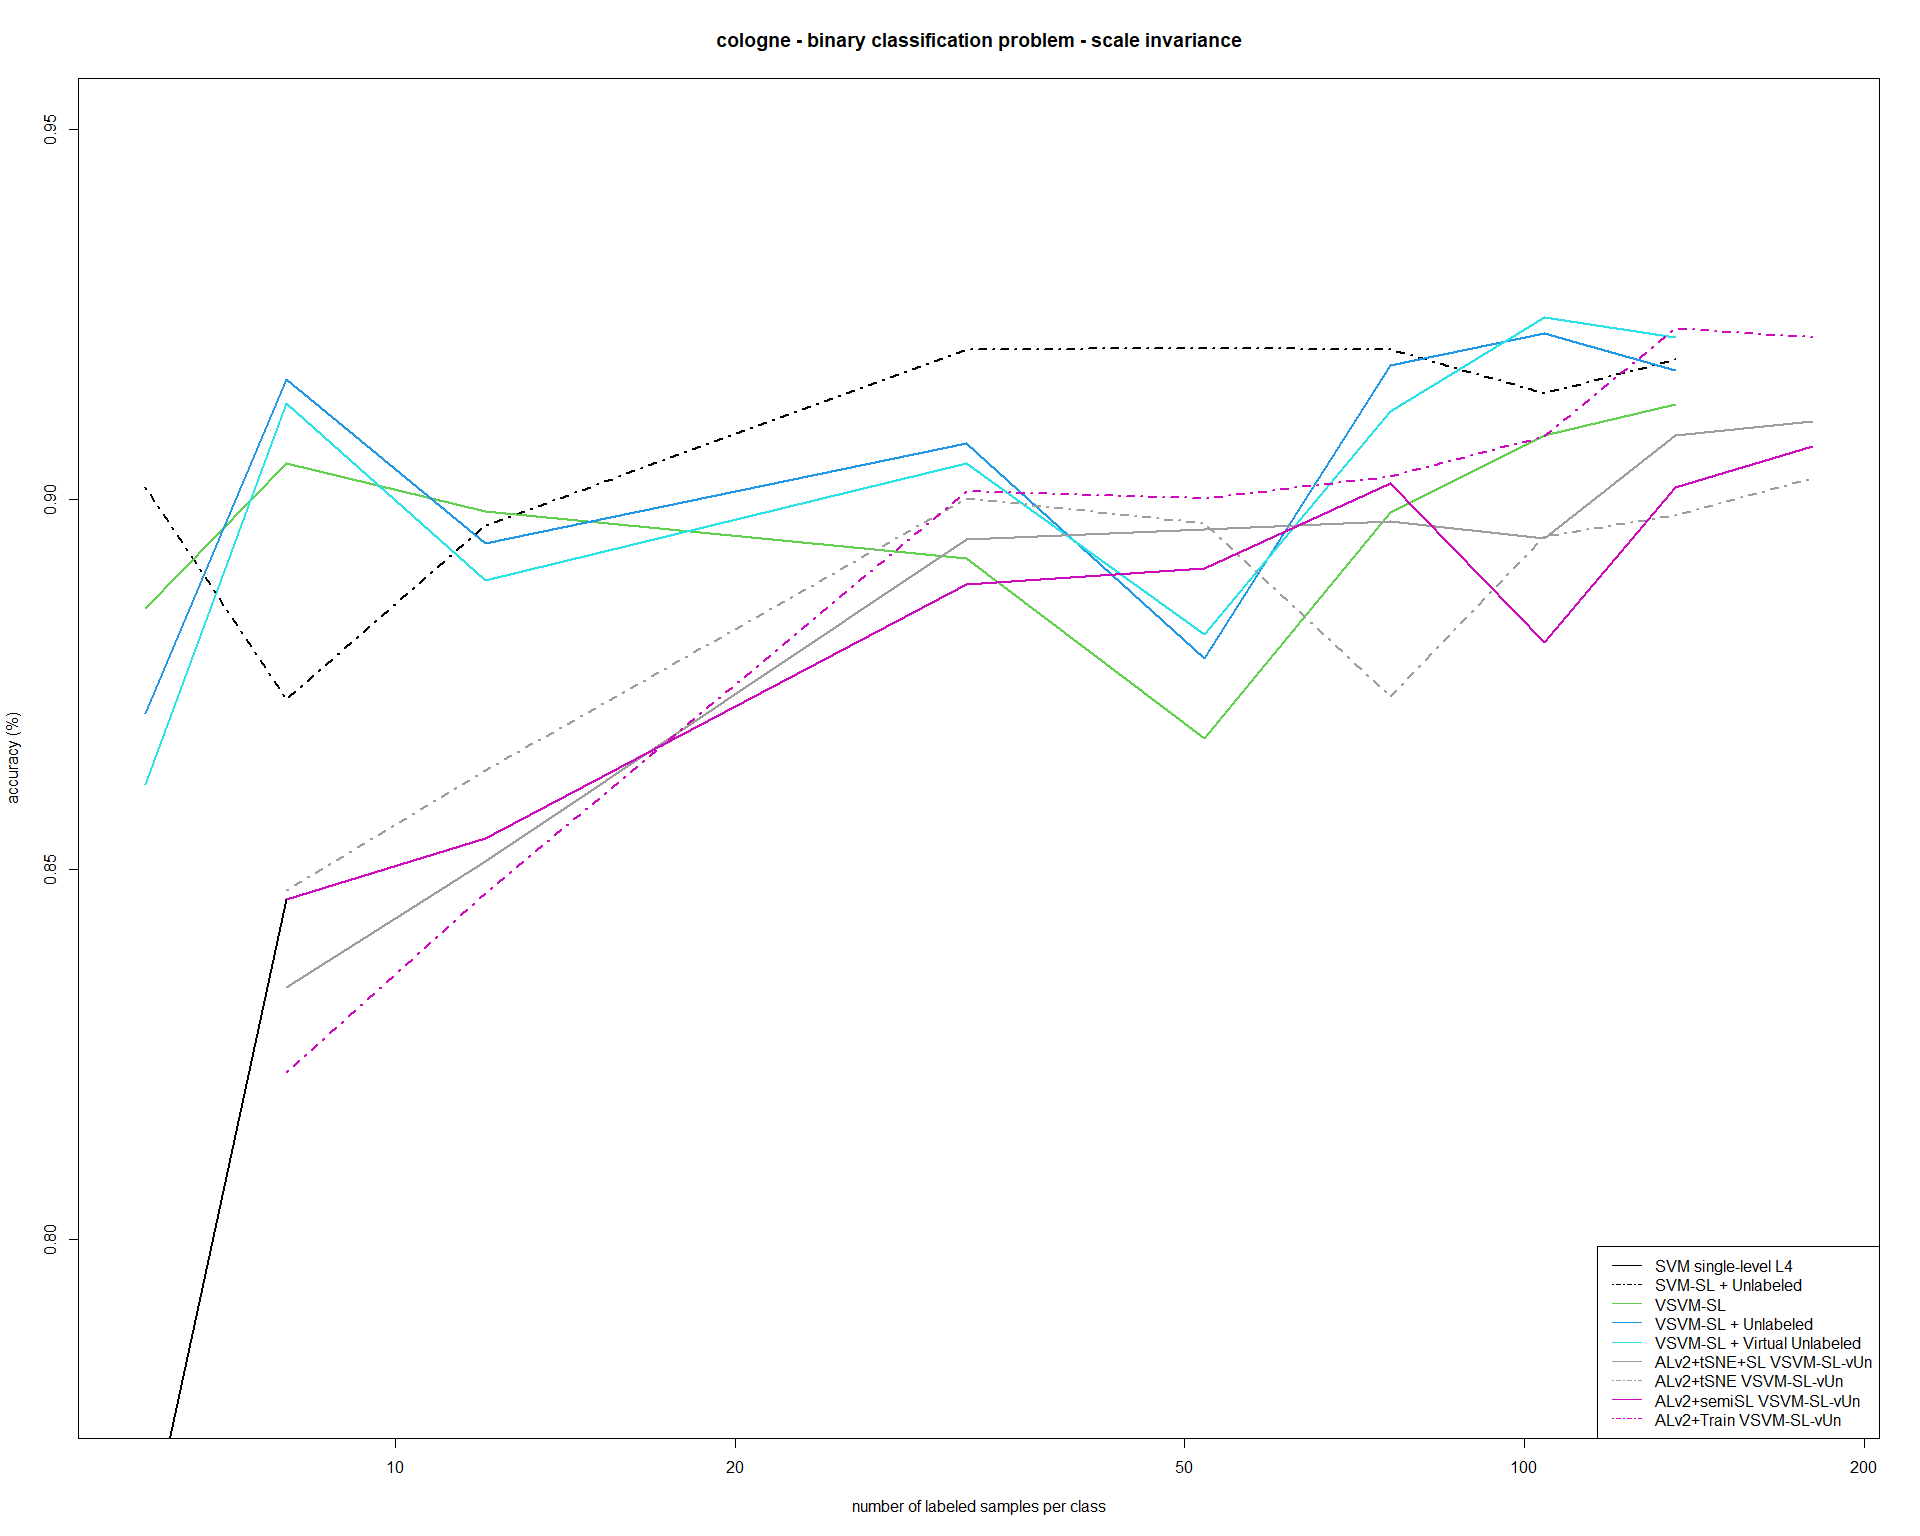 cologne - binary classification problem - scale invariance
0.95
0.90
0.85
0.80
accuracy (%)
10
20
50
100
200
number of labeled samples per class
SVM single-level L4
SVM-SL + Unlabeled
VSVM-SL
VSVM-SL + Unlabeled
VSVM-SL + Virtual Unlabeled
ALv2+tSNE+SL VSVM-SL-vUn
ALv2+tSNE VSVM-SL-vUn
ALv2+semiSL VSVM-SL-vUn
ALv2+Train VSVM-SL-vUn